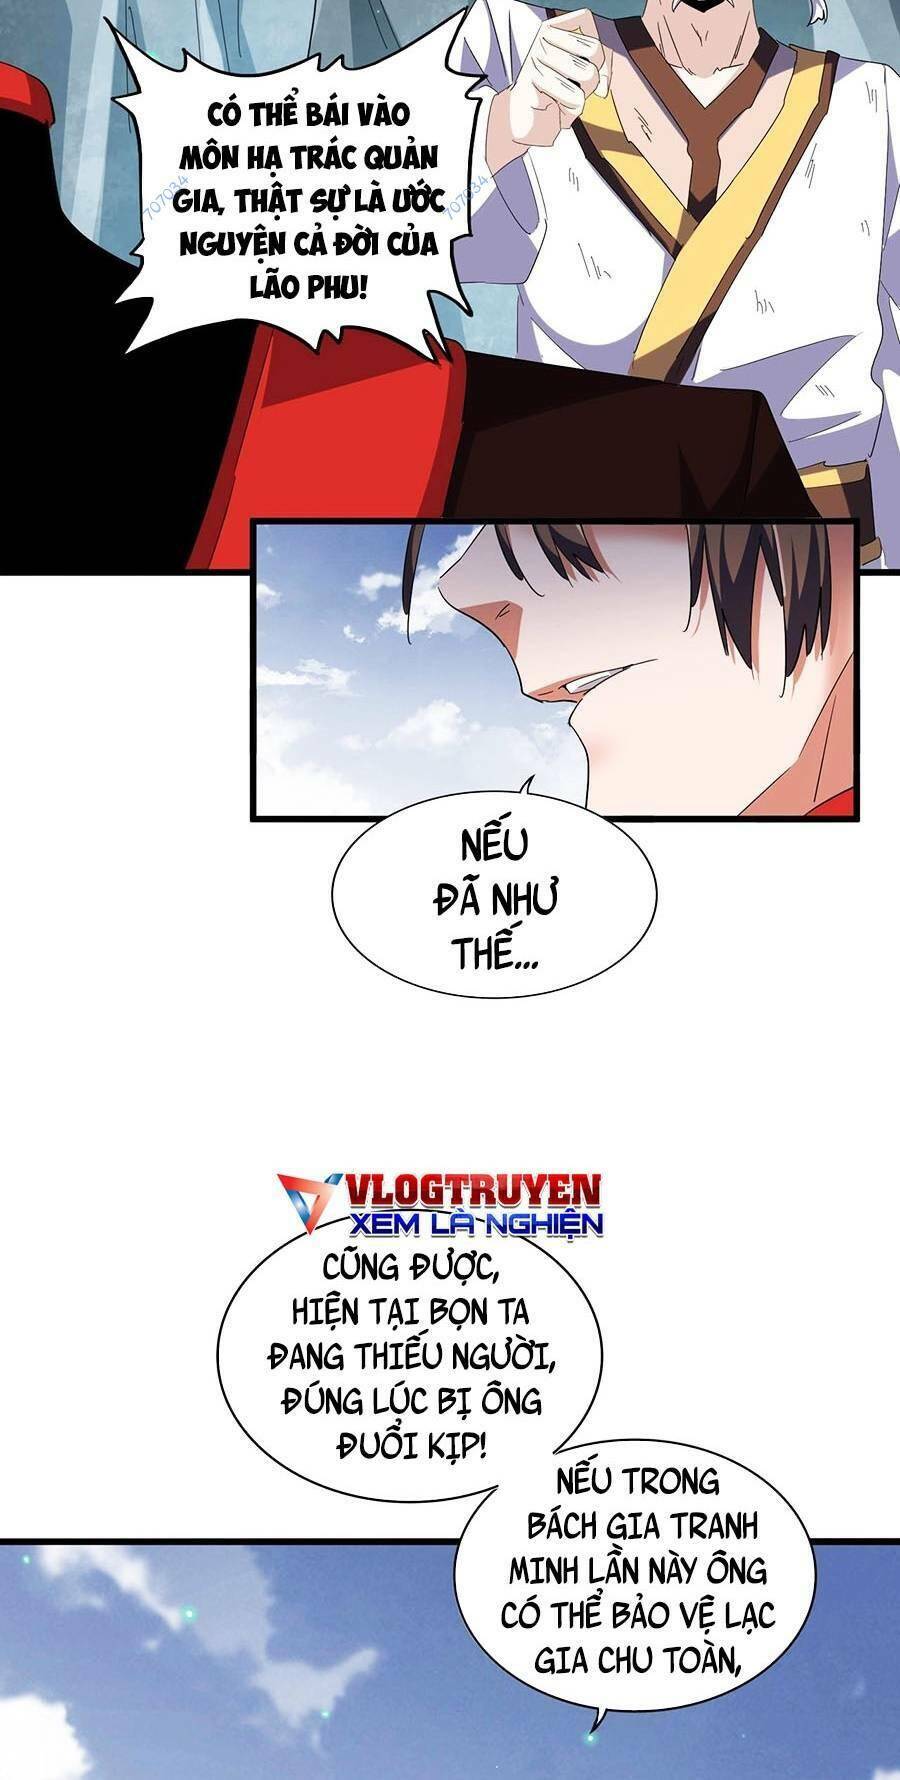 CÓ THỂ BÁI VÀO
MÔN HẠ TRÁC QUẢN
GIA, THẬT SỰ LÀ ƯỚC
NGUYỆN CẢ ĐỜI CỦA
LÃO PHU!
707034
707034
NẾU
ĐÃ NHƯ
THẾ...
VLOGTRUYEN
XEM LÀ NGHIỆN
CŨNG ĐƯỢC,
HIỆN TẠI BỌN TA
ĐANG THIẾU NGƯỜI,
ĐÚNG LÚC BỊ ÔNG
ĐUỔI KỊP!
NẾU TRONG
BÁCH GIA TRANH
MINH LẦN NÀY ÔNG
CÓ THỂ BẢO VỆ LẠC
GIA CHU TOÀN,